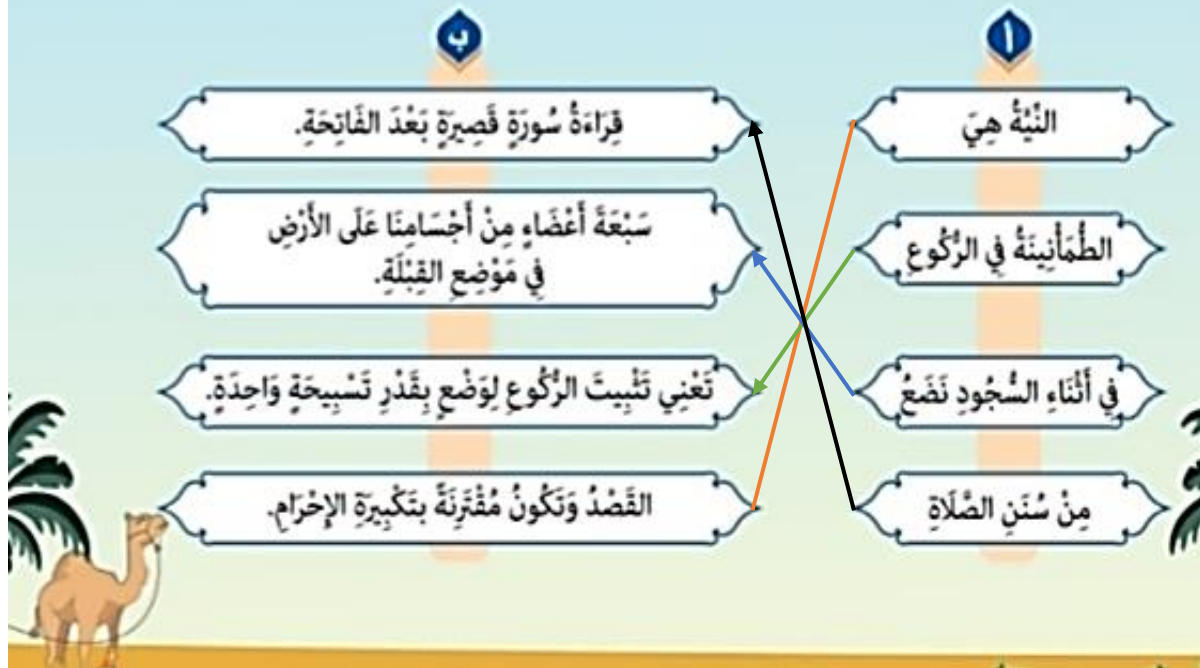 أ
ب
النِّيَّةُ هِيَ
قِرَاءَةُ سُورَةٍ قَصِيرَةٍ بَعْدَ الفَاتِحَةِ.
الطُّمَأْنِينَةُ فِي الرُّكُوعِ
سَبْعَةَ أَعْضَاءٍ مِنْ أَجْسَامِنَا عَلَى الأَرْضِ
فِي مَوْضِعِ القِبْلَةِ.
فِي أَثْنَاءِ السُّجُودِ نَضَعُ
تَعْنِي تَثْبِيتَ الرُّكُوعِ لِوَضْعٍ بِقَدْرِ تَسْبِيحَةٍ وَاحِدَةٍ.
مِنْ سُنَنِ الصَّلَاةِ
القَصْدُ وَتَكُونُ مُقْتَرِنَةً بتَكْبِيرَةِ الإِحْرَامِ.